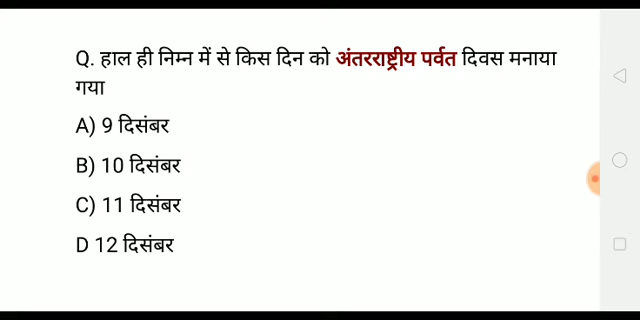 Q. हाल ही निम्न में से किस दिन को अंतरराष्ट्रीय पर्वत दिवस मनाया
गया
A) 9 दिसंबर
B) 10 दिसंबर
C) 11 दिसंबर
D 12 दिसंबर